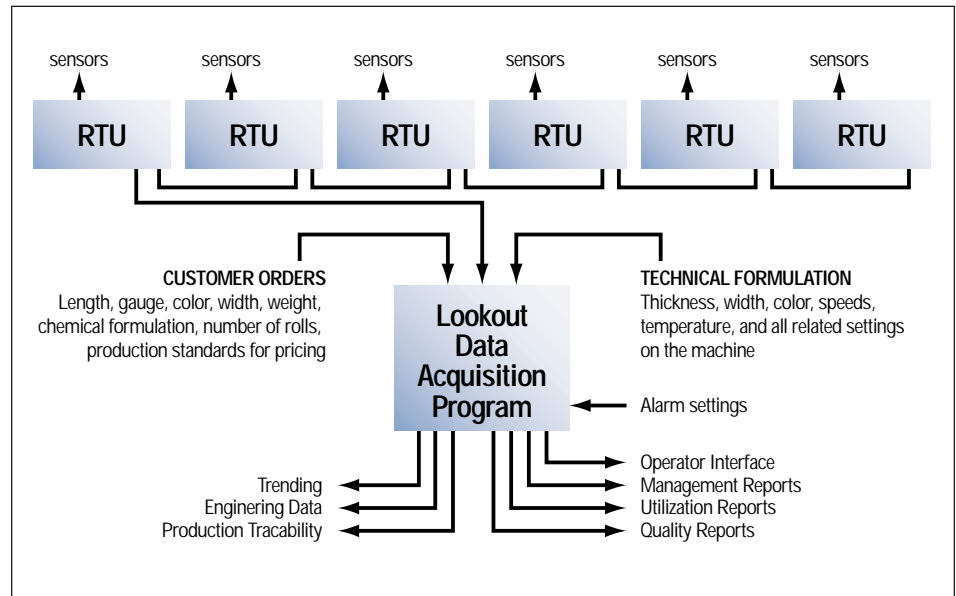 sensors sensors sensors sensors sensors sensors
RTU RTU RTU RTU RTU RTU
CUSTOMER ORDERS
Length, gauge, color, width, weight,
chemical formulation, number of rolls,
production standards for pricing
TECHNICAL FORMULATION
Thickness, width, color, speeds,
temperature, and all related settings
on the machine
Lookout
Data
Acquisition
Program
Alarm settings
Trending
Enginering Data
Production Tracability
Operator Interface
Management Reports
Utilization Reports
Quality Reports